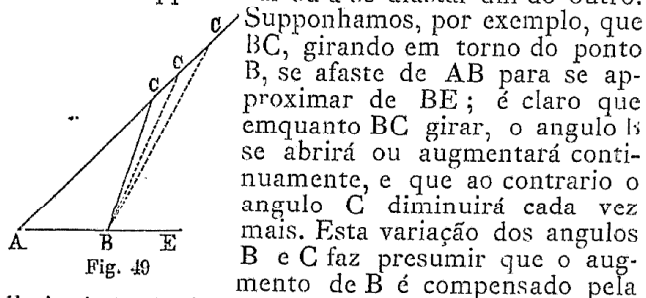 Supponhamos, por exemplo, que
BC, girando em torno do ponto
B, se afaste de AB para se ap-
proximar de BE ; é claro que
emquanto BC girar, o angulo B
se abrirá ou augmentará conti-
nuamente, e que ao contrario o
angulo C diminuirá cada vez
mais. Esta variação dos angulos
B e C faz presumir que o aug-
mento de B é compensado pela
C
C
C
A B E
Fig. 49